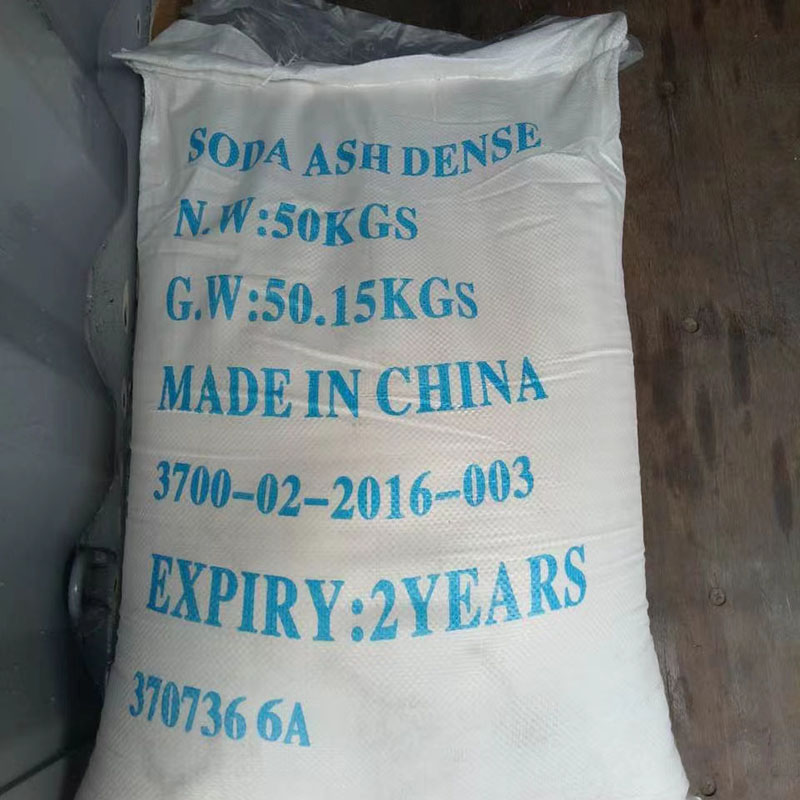 SODA ASH DENSE
N.W:50KGS
G.W:50.15KGS
MADE IN CHINA
3700-02-2016-003
EXPIRY:2YEARS
370736 6A